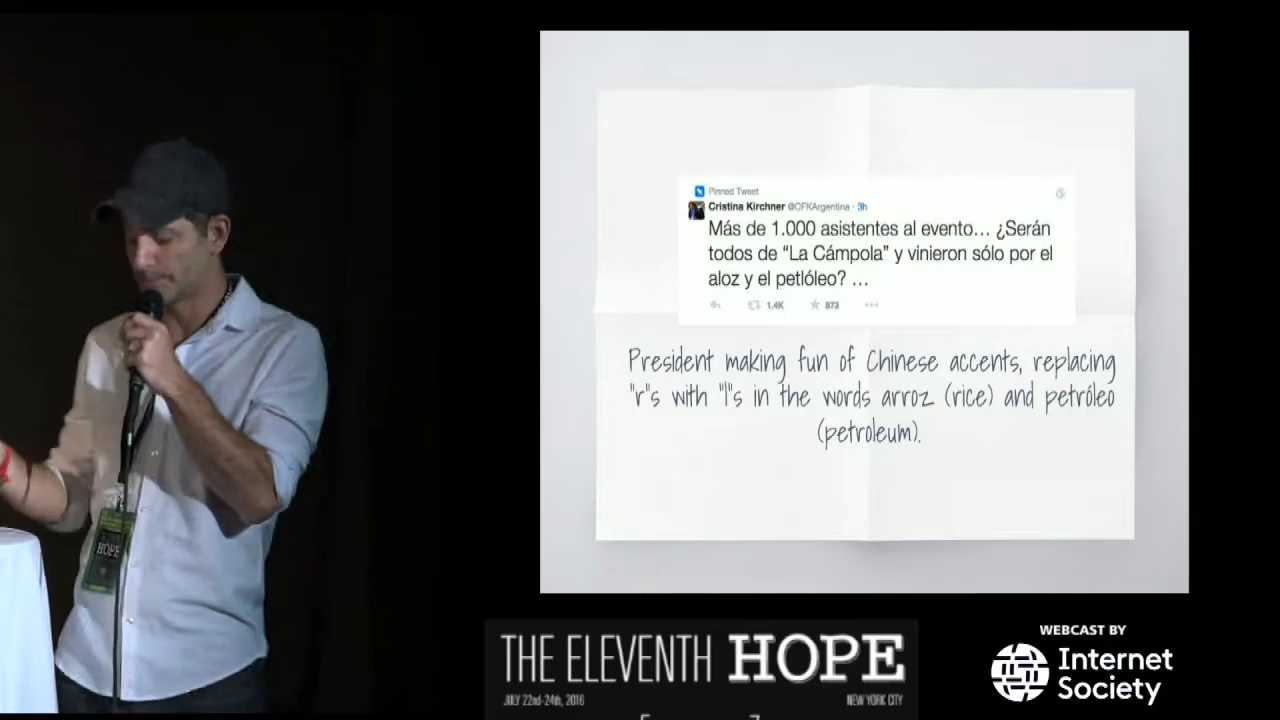 Pinned Tweet
Cristina Kirchner @CFKArgentina · 3h
Más de 1.000 asistentes al evento... ¿Serán
todos de “La Cámpola” y vinieron sólo por el
aloz y el petlóleo? ...
1.4K 873
President making fun of Chinese accents, replacing
"r"s with "l"s in the words arroz (rice) and petróleo
(petroleum).
HOPE
THE ELEVENTH HOPE
JULY 22nd-24th, 2016 NEW YORK CITY
WEBCAST BY
Internet
Society